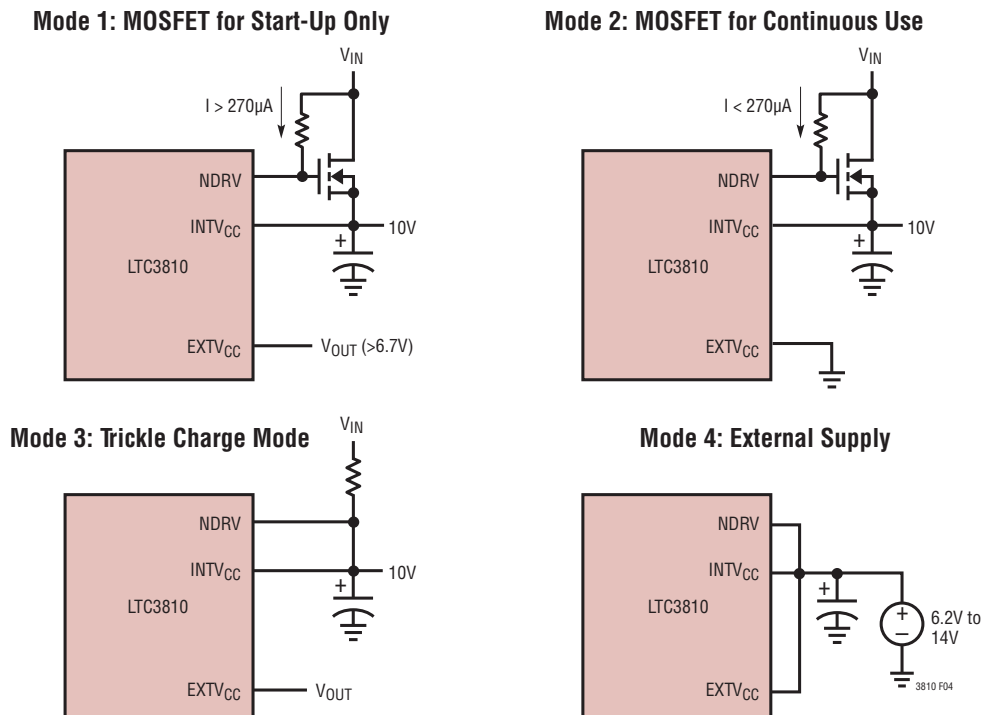 Mode 1: MOSFET for Start-Up Only
VIN
I > 270µA
NDRV
INTVCC
10V
+
LTC3810
EXTVCC
VOUT (>6.7V)
Mode 2: MOSFET for Continuous Use
VIN
I < 270µA
NDRV
INTVCC
10V
+
LTC3810
EXTVCC
Mode 3: Trickle Charge Mode
VIN
NDRV
INTVCC
10V
+
LTC3810
EXTVCC
VOUT
Mode 4: External Supply
NDRV
INTVCC
+
LTC3810
+
–
6.2V to
14V
EXTVCC
3810 F04